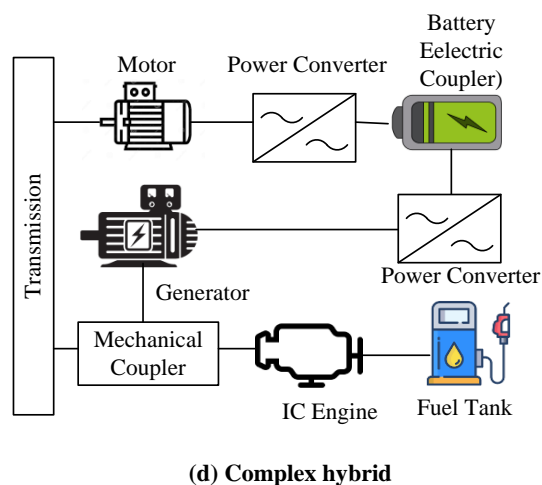 Battery
Eelectric
Coupler)
Motor
Power Converter
Transmission
Power Converter
Generator
Mechanical
Coupler
IC Engine
Fuel Tank
(d) Complex hybrid